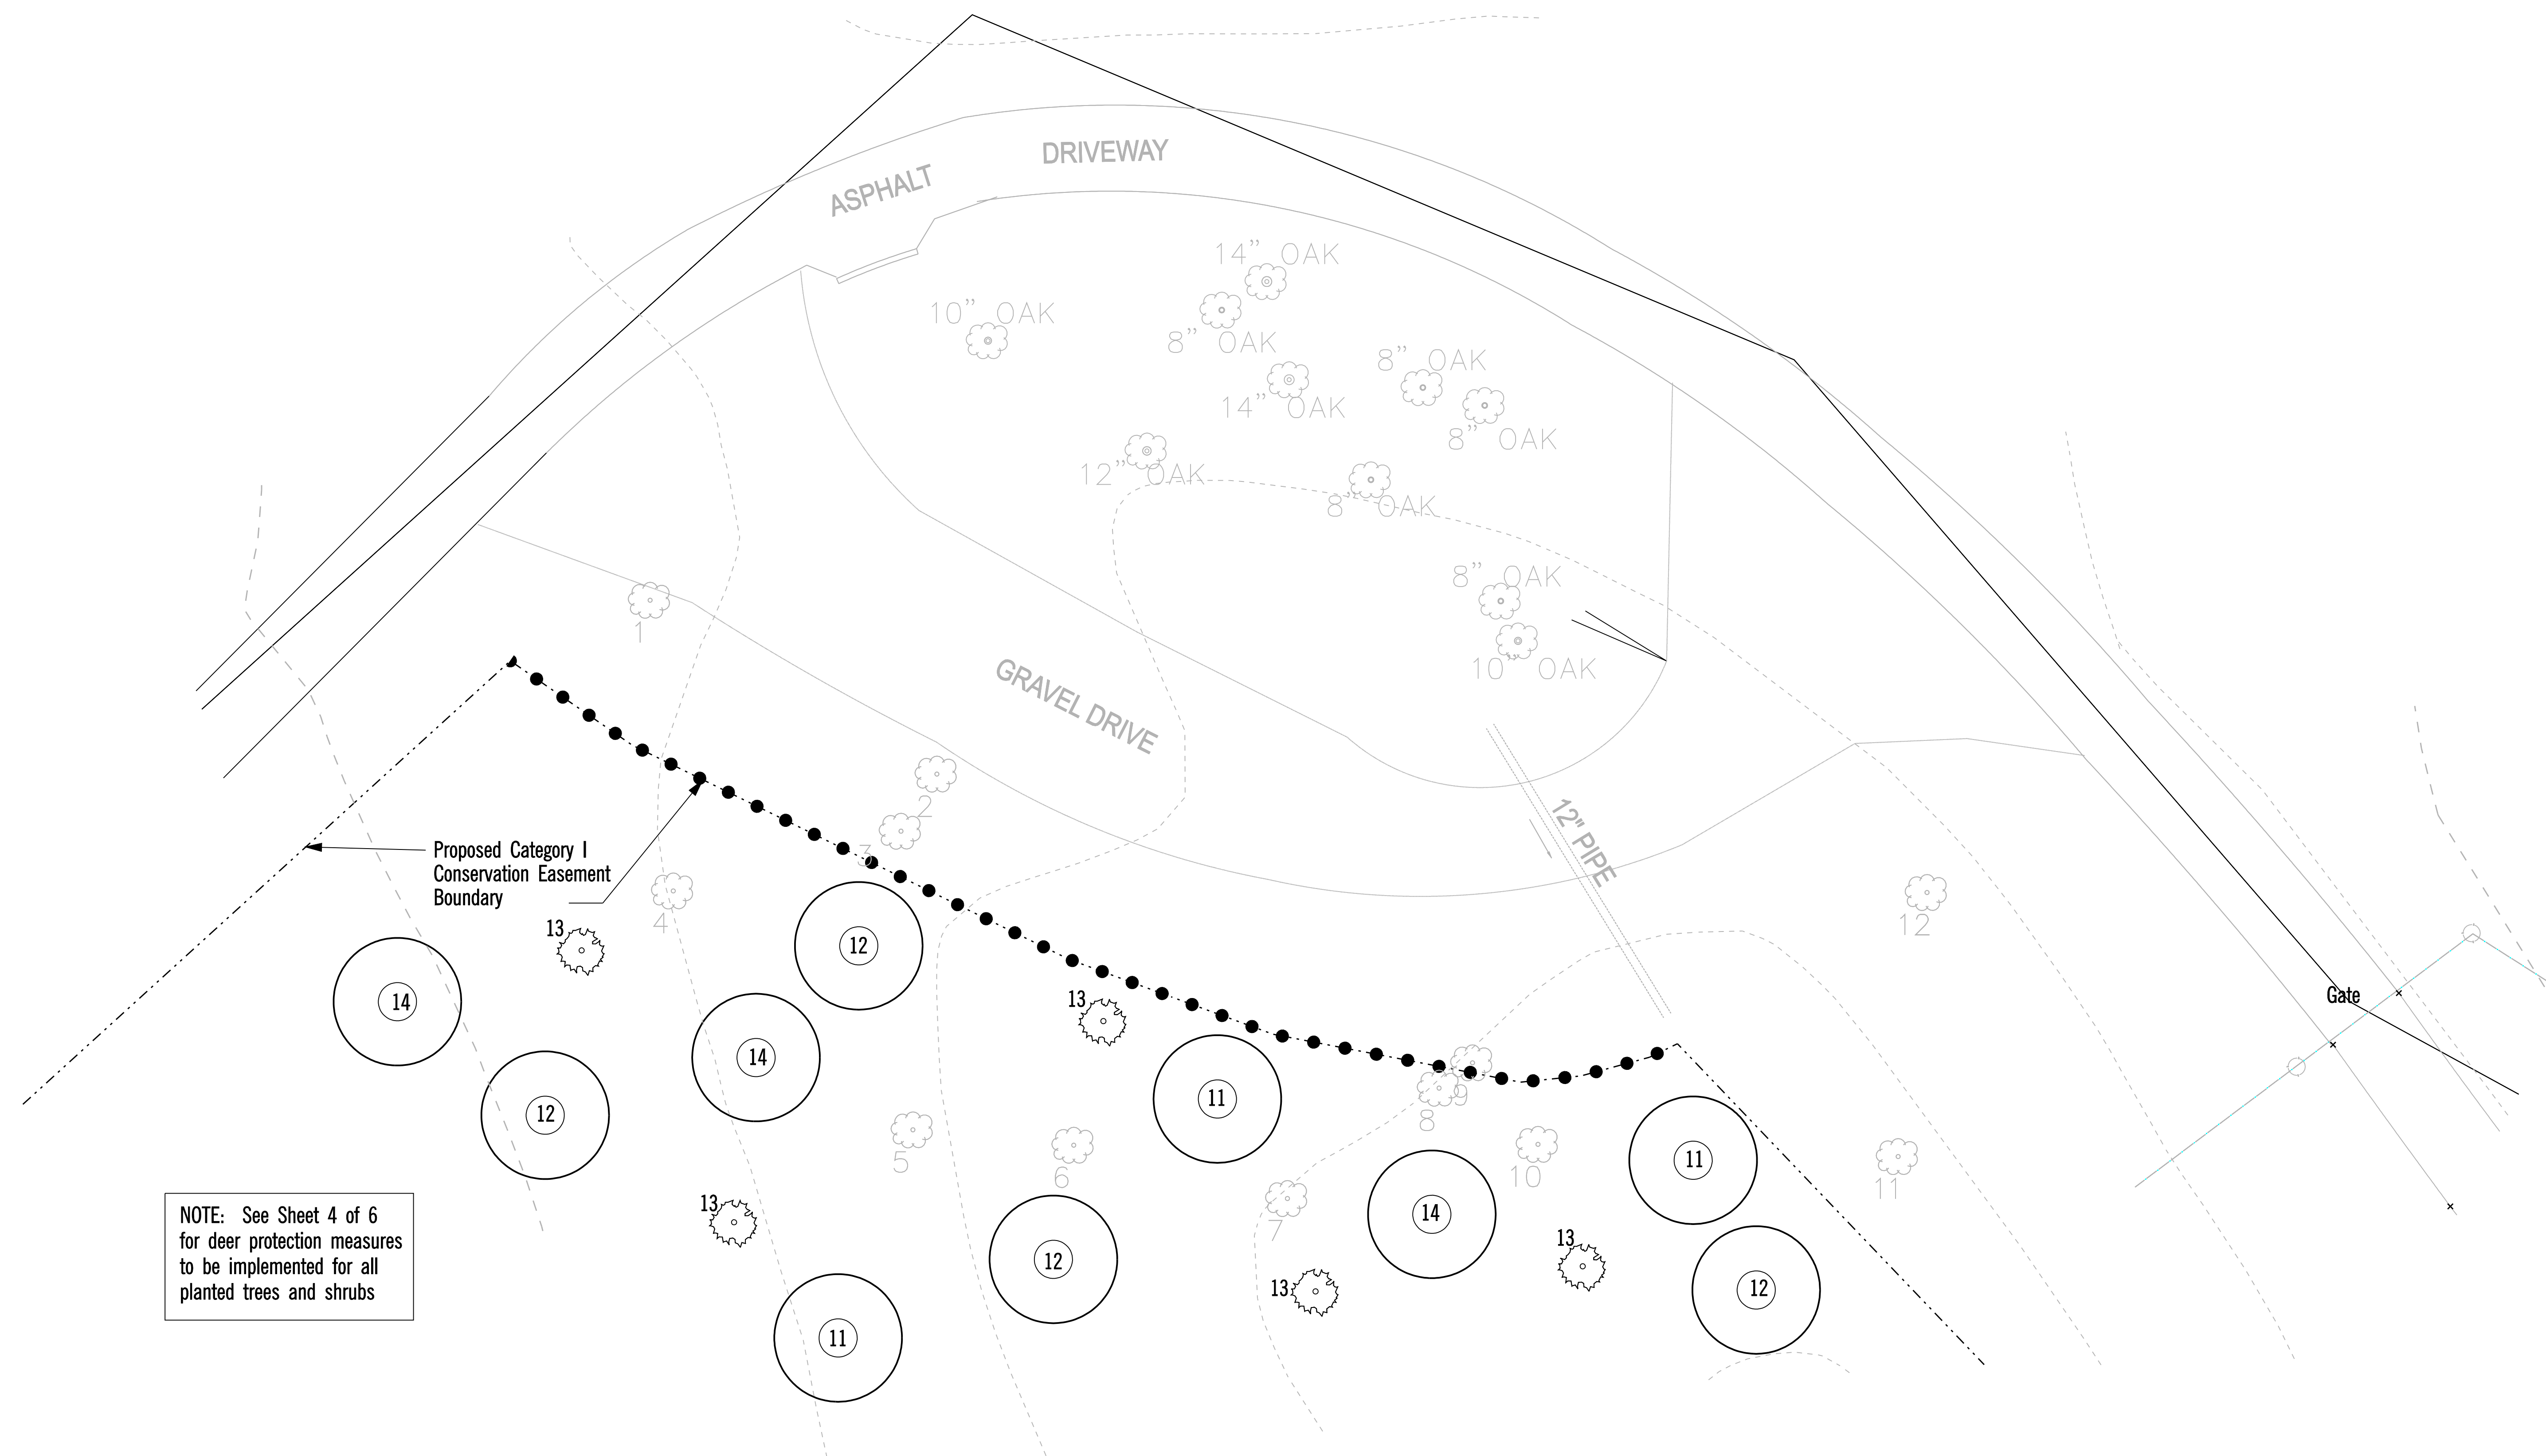 DRIVEWAY
ASPHALT
14” OAK
10” OAK
8” OAK
8” OAK
14” OAK
8” OAK
12” OAK
8” OAK
8” OAK
10” OAK
1
GRAVEL DRIVE
2
12" PIPE
3
Proposed Category I
Conservation Easement
Boundary
4
12
13
12
14
13
Gate
14
11
9
8
12
5
6
10
11
11
13
14
7
NOTE: See Sheet 4 of 6
for deer protection measures
to be implemented for all
planted trees and shrubs
13
12
13
12
11